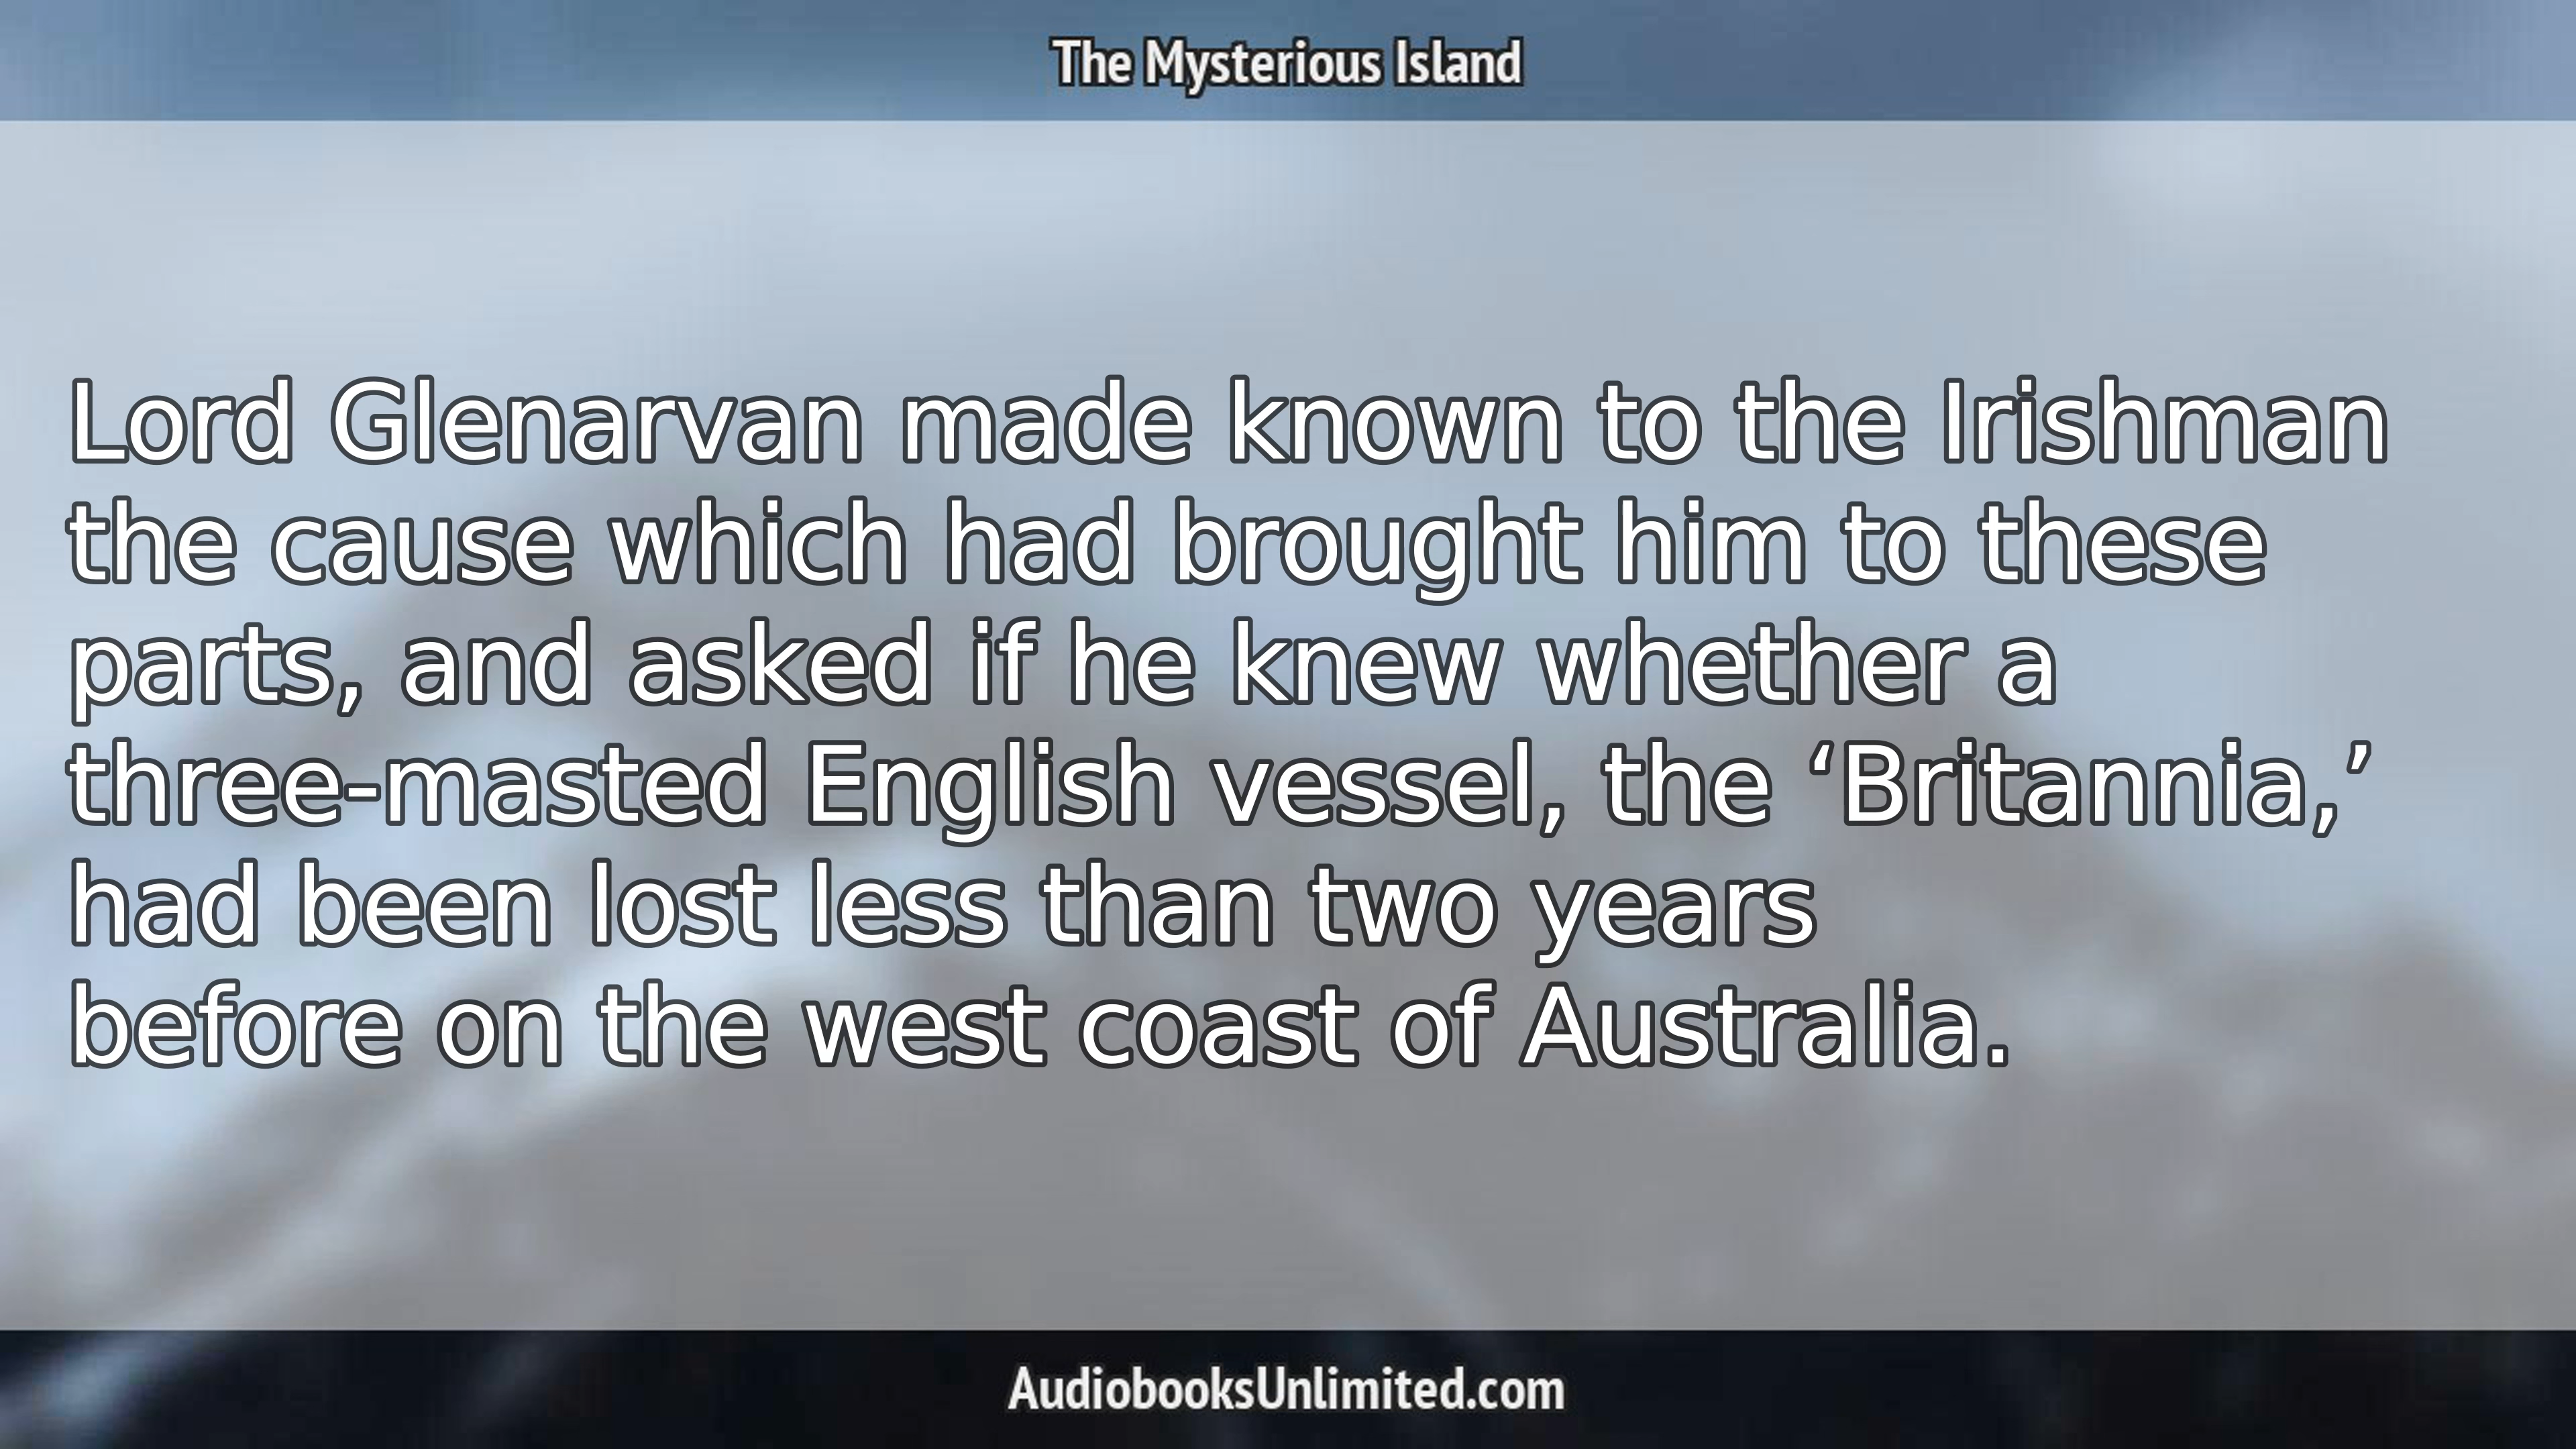 The Mysterious Island
Lord Glenarvan made known to the Irishman
the cause which had brought him to these
parts, and asked if he knew whether a
three-masted English vessel, the ‘Britannia,’
had been lost less than two years
before on the west coast of Australia.
AudiobooksUnlimited.com